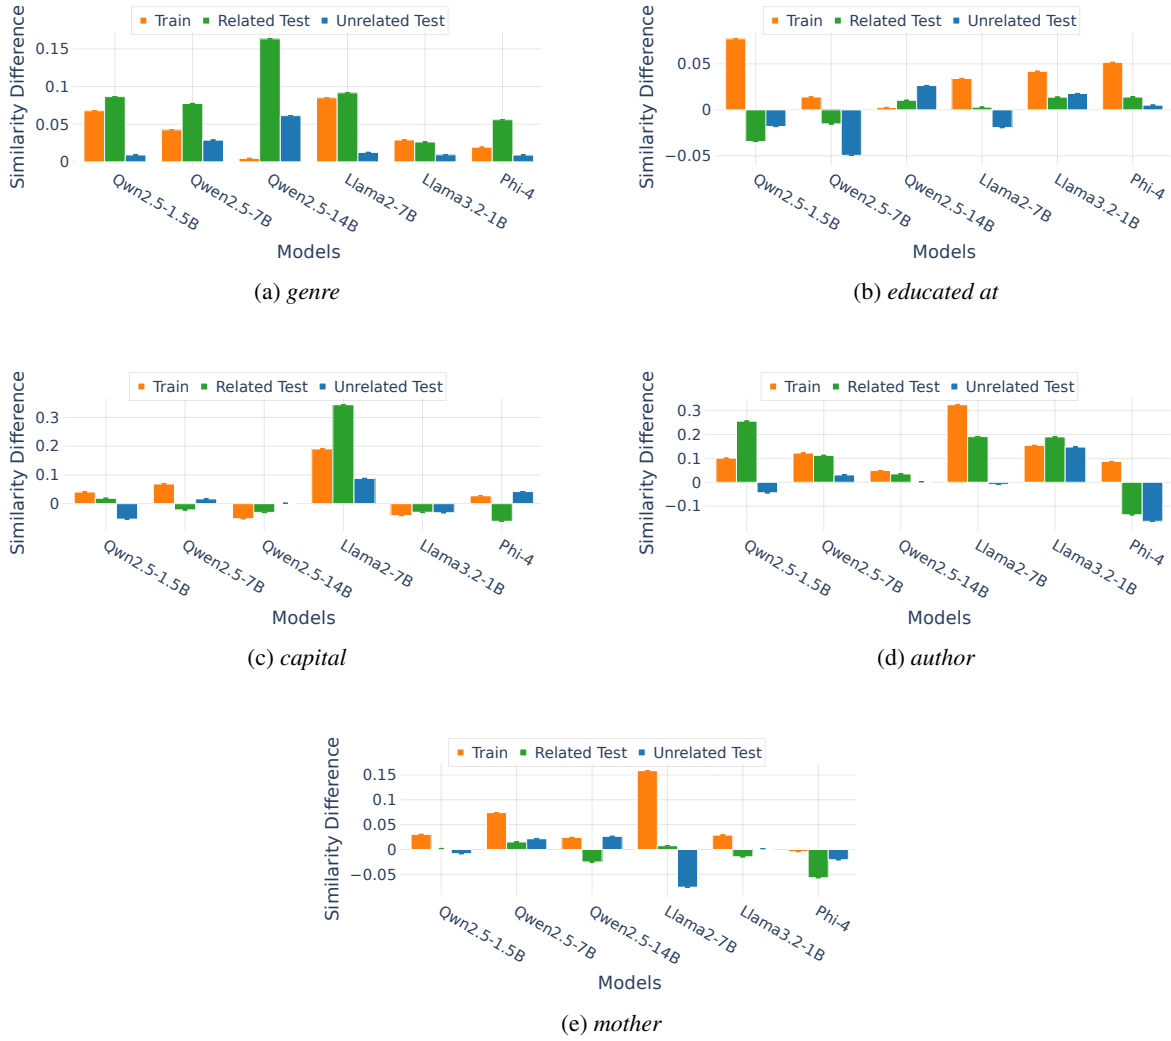 Train Related Test Unrelated Test
0.15
0.1
0.05
0
Similarity Difference
Qwn2.5-1.5B
Qwen2.5-7B
Qwen2.5-14B
Llama2-7B
Llama3.2-1B
Phi-4
Models
(a) genre
Train Related Test Unrelated Test
0.05
0
−0.05
Similarity Difference
Qwn2.5-1.5B
Qwen2.5-7B
Qwen2.5-14B
Llama2-7B
Llama3.2-1B
Phi-4
Models
(b) educated at
Train Related Test Unrelated Test
0.3
0.2
0.1
0
Similarity Difference
Qwn2.5-1.5B
Qwen2.5-7B
Qwen2.5-14B
Llama2-7B
Llama3.2-1B
Phi-4
Models
(c) capital
Train Related Test Unrelated Test
0.3
0.2
0.1
0
−0.1
Similarity Difference
Qwn2.5-1.5B
Qwen2.5-7B
Qwen2.5-14B
Llama2-7B
Llama3.2-1B
Phi-4
Models
(d) author
Train Related Test Unrelated Test
0.15
0.1
0.05
0
−0.05
Similarity Difference
Qwn2.5-1.5B
Qwen2.5-7B
Qwen2.5-14B
Llama2-7B
Llama3.2-1B
Phi-4
Models
(e) mother